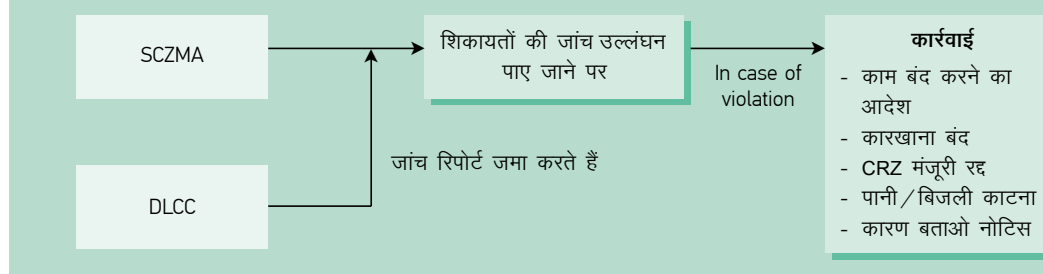 SCZMA
शिकायतों की जांच उल्लंघन
पाए जाने पर
In case of
violation
कार्रवाई
- काम बंद करने का
आदेश
- कारखाना बंद
- CRZ मंजूरी रद्द
- पानी/बिजली काटना
- कारण बताओ नोटिस
जांच रिपोर्ट जमा करते हैं
DLCC